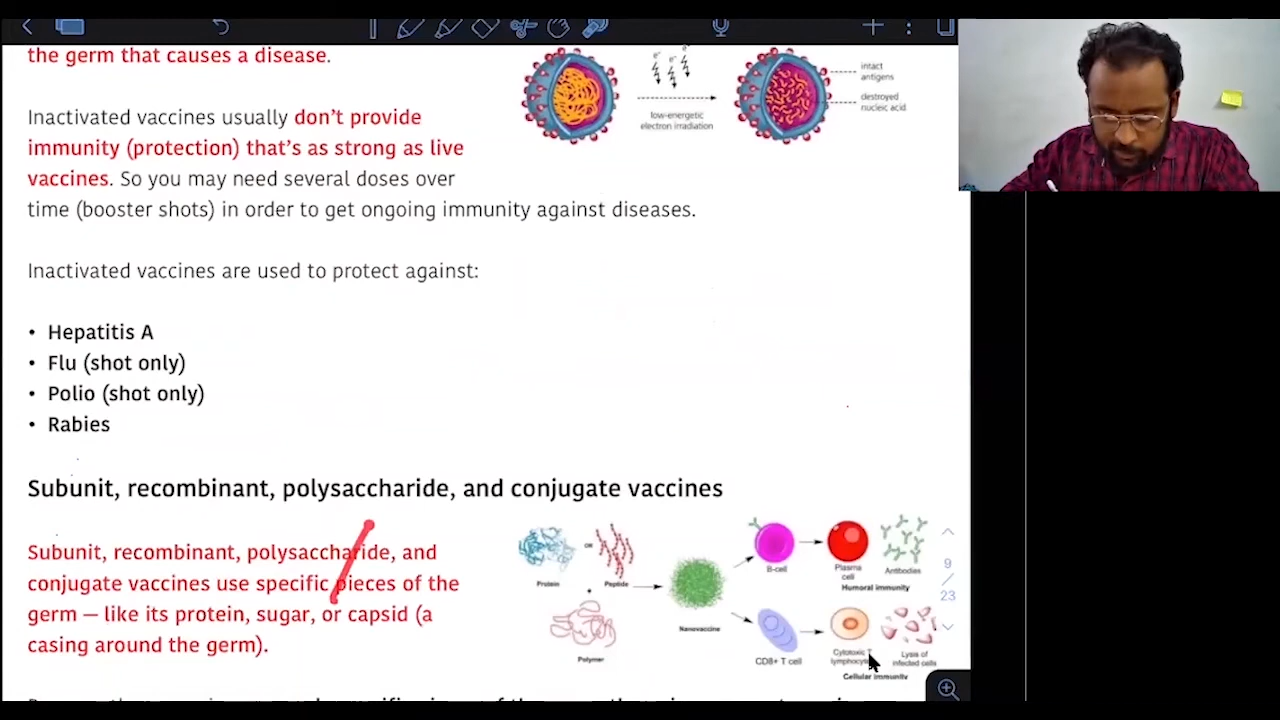 the germ that causes a disease.
intact
antigens
destroyed
nucleic acid
low-energetic
electron irradiation
Inactivated vaccines usually don't provide
immunity (protection) that's as strong as live
vaccines. So you may need several doses over
time (booster shots) in order to get ongoing immunity against diseases.
Inactivated vaccines are used to protect against:
• Hepatitis A
• Flu (shot only)
• Polio (shot only)
• Rabies
Subunit, recombinant, polysaccharide, and conjugate vaccines
Subunit, recombinant, polysaccharide, and
conjugate vaccines use specific pieces of the
germ — like its protein, sugar, or capsid (a
casing around the germ).
Protein
OR
Peptide
+
Polymer
Nanovaccine
B-cell
Plasma
cell
Antibodies
Humoral immunity
CD8+ T cell
Cytotoxic T
lymphocyte
Lysis of
infected cells
Cellular immunity
9
/
23